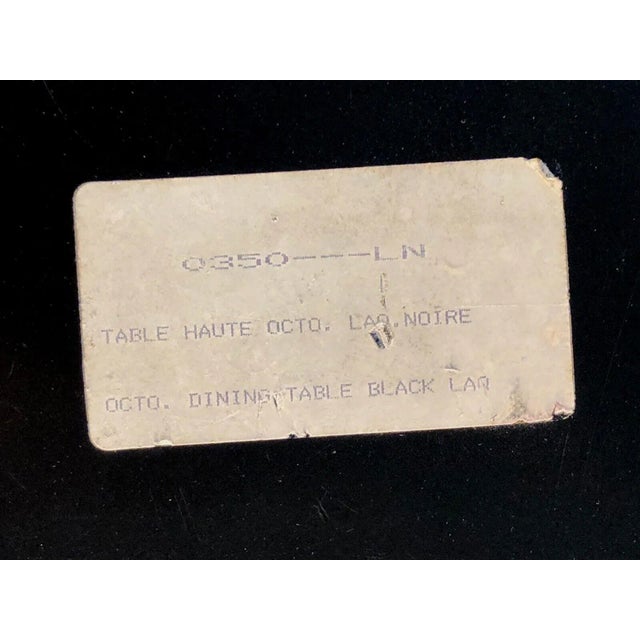 0350---LN
TABLE HAUTE OCTO. LAQ.NOIRE
OCTO. DINING TABLE BLACK LAQ